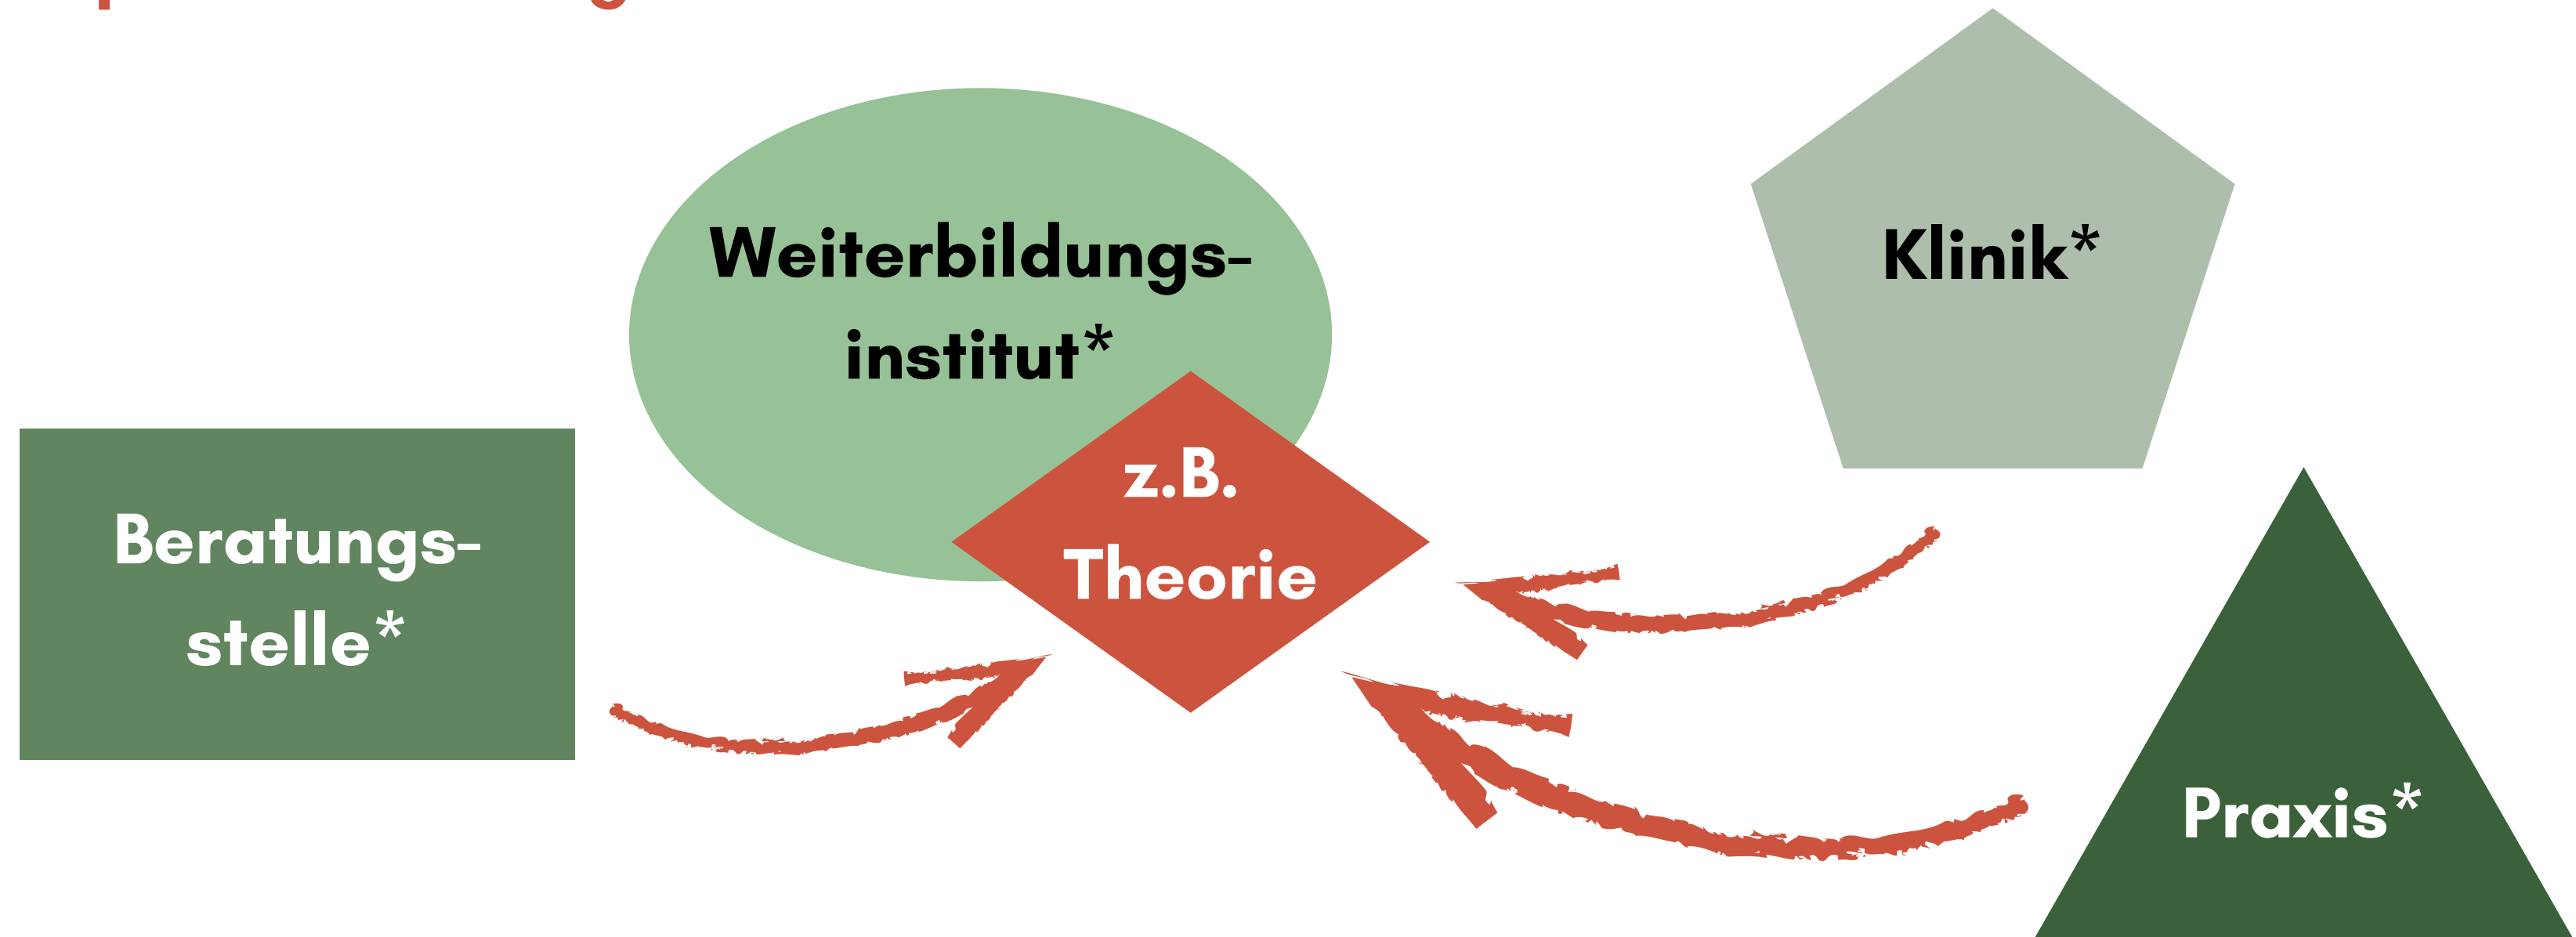 Weiterbildungs-
institut*
Klinik*
z.B.
Theorie
Beratungs-
stelle*
Praxis*